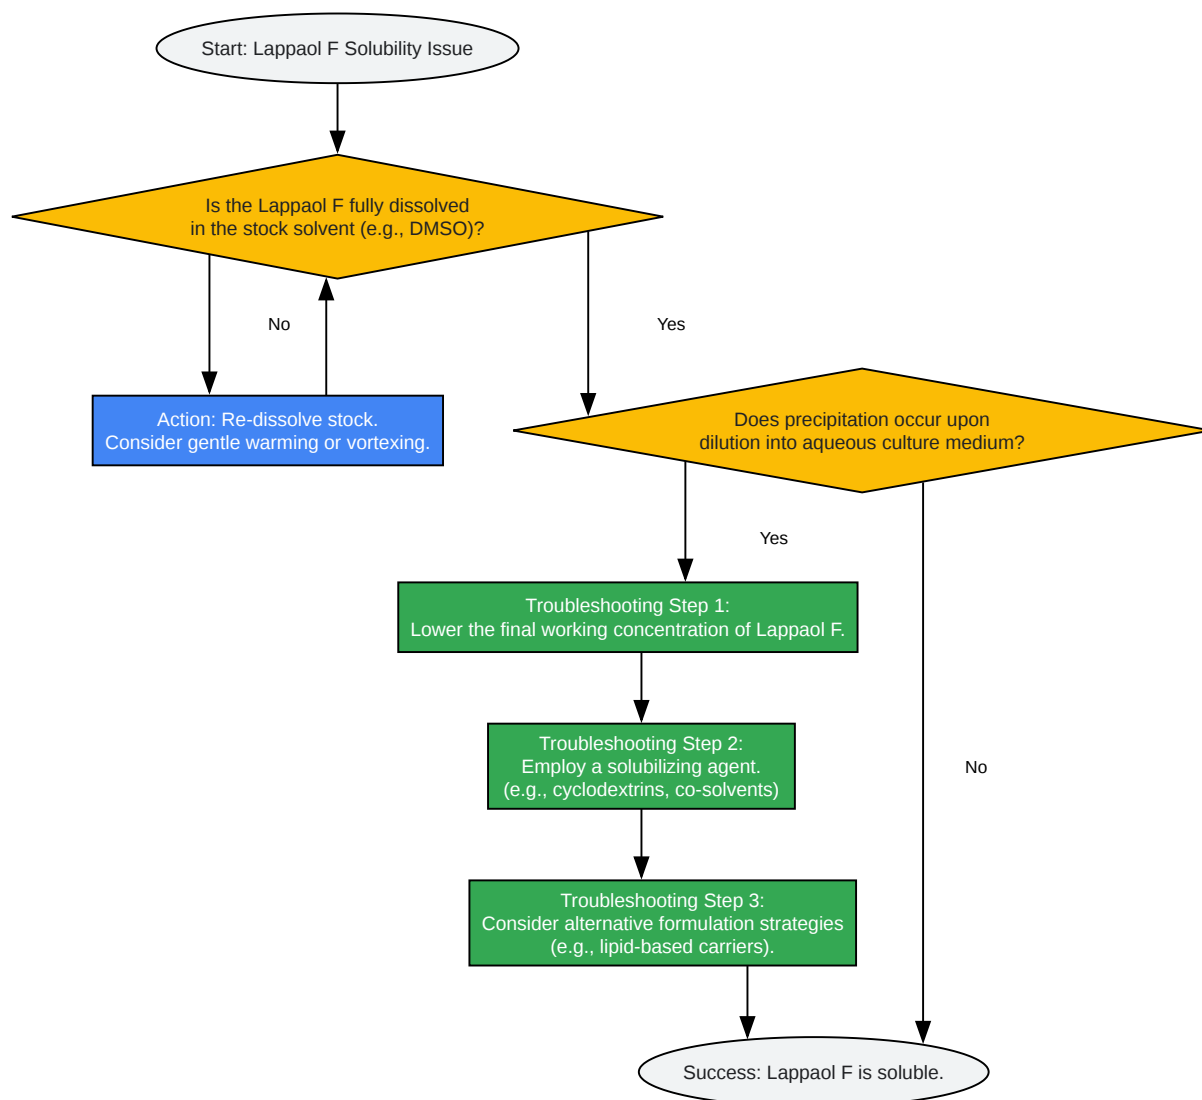 Start: Lappaol F Solubility Issue
Is the Lappaol F fully dissolved
in the stock solvent (e.g., DMSO)?
No
Yes
Action: Re-dissolve stock.
Consider gentle warming or vortexing.
Does precipitation occur upon
dilution into aqueous culture medium?
Yes
Troubleshooting Step 1:
Lower the final working concentration of Lappaol F.
Troubleshooting Step 2:
Employ a solubilizing agent.
(e.g., cyclodextrins, co-solvents)
No
Troubleshooting Step 3:
Consider alternative formulation strategies
(e.g., lipid-based carriers).
Success: Lappaol F is soluble.